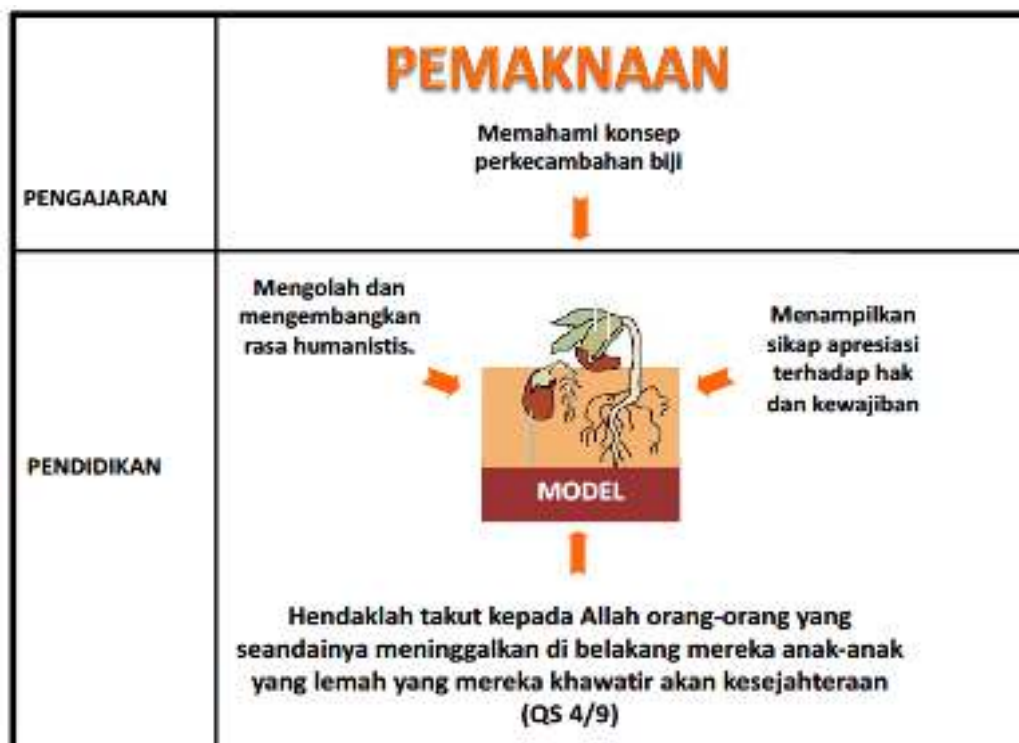 PEMAKNAAN
Memahami konsep
perkecambahan biji
PENGAJARAN
Mengolah dan
mengembangkan
rasa humanistis.
Menampilkan
sikap apresiasi
terhadap hak
dan kewajiban
PENDIDIKAN
MODEL
Hendaklah takut kepada Allah orang-orang yang
seandainya meninggalkan di belakang mereka anak-anak
yang lemah yang mereka khawatir akan kesejahteraan
(QS 4/9)